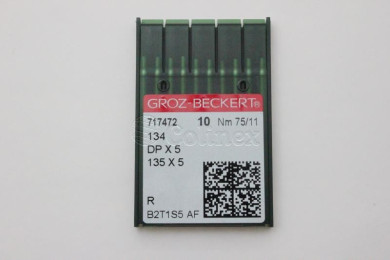 GROZ-BECKERT®
717472 10 Nm 75/11
134
DP X 5
135 X 5
R
B2T1S5 AF